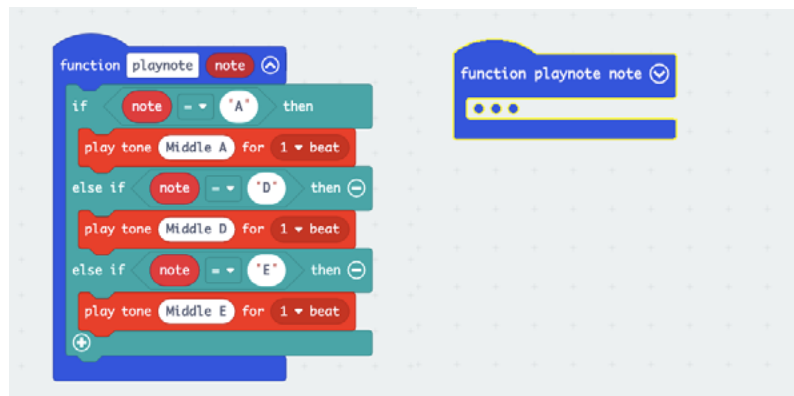 function playnote note
if note = "A" then
play tone Middle A for 1 beat
else if note = "D" then
play tone Middle D for 1 beat
else if note = "E" then
play tone Middle E for 1 beat
function playnote note